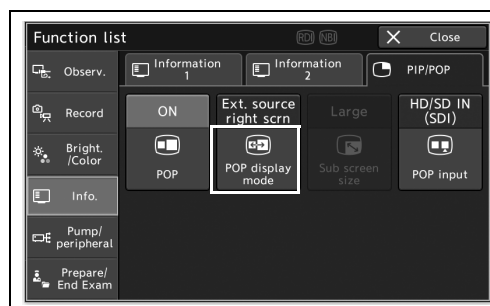 Function list
RDI NBI
X Close
Observ.
Information
1
Information
2
PIP/POP
Record
ON
Ext. source
right scrn
Large
HD/SD IN
(SDI)
Bright.
/Color
POP
POP display
mode
Sub screen
size
POP input
Info.
Pump/
peripheral
Prepare/
End Exam